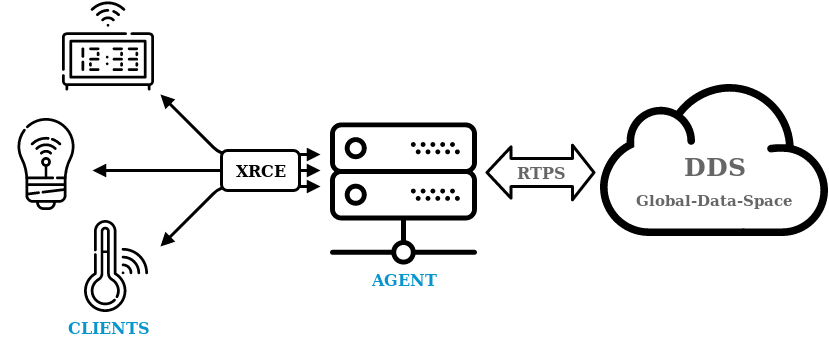 12:33
XRCE
RTPS
DDS
Global-Data-Space
AGENT
CLIENTS